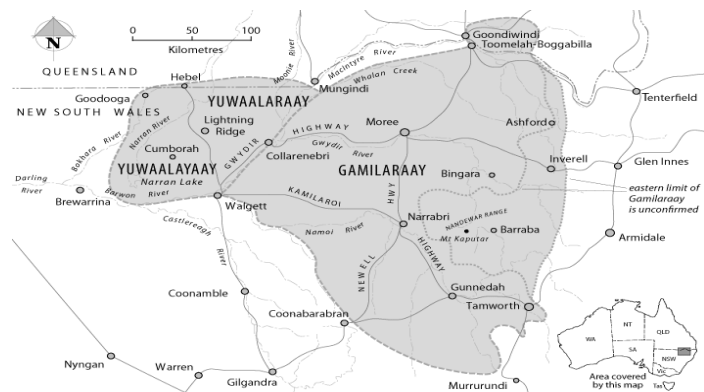 N
10
50
100
Kilometres
QUEENSLAND
NEW SOUTH WALES
Goondiwindi
Toomelah-Boggabilla
MacIntyre River
Moonie River
Whalan Creek
Hebel
Goodooga
Mungindi
YUWAALARAAY
Lightning
Ridge
Narran River
Bokhara River
Cumborah
YUWAALAYAAY
Narran Lake
Darling
River
Barwon River
Brewarrina
Walgett
GWYDIR
HIGHWAY
Collarenebri
Moree
Gwydir
River
GAMILARAAY
Ashford
Tenterfield
Inverell
Glen Innes
Bingara
eastern limit of
Gamilaraay
is unconfirmed
KAMILAROI
HWY
Narrabri
NANDEWAR RANGE
Mt Kaputar
Barraba
Armidale
Namoi River
Castlereagh
River
NEWELL
HIGHWAY
Coonamble
Gunnedah
Coonabarabran
Tamworth
Nyngan
Warren
Gilgandra
Murrurundi
WA
NT
QLD
SA
NSW
Vic
Tas
Area covered
by this map